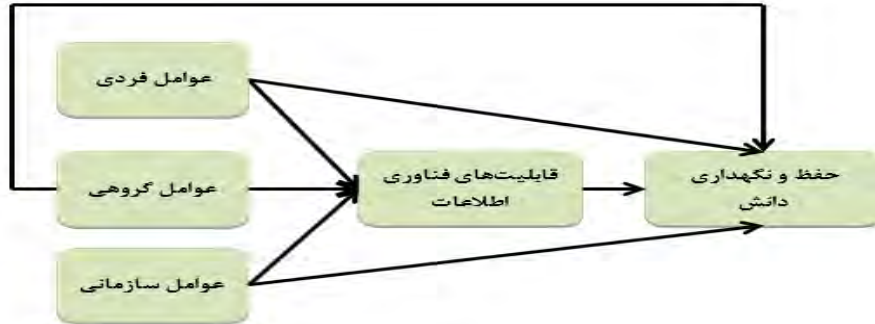 عوامل فردی
عوامل گروهی
قابلیت‌های فناوری
اطلاعات
حفظ و نگهداری
دانش
عوامل سازمانی